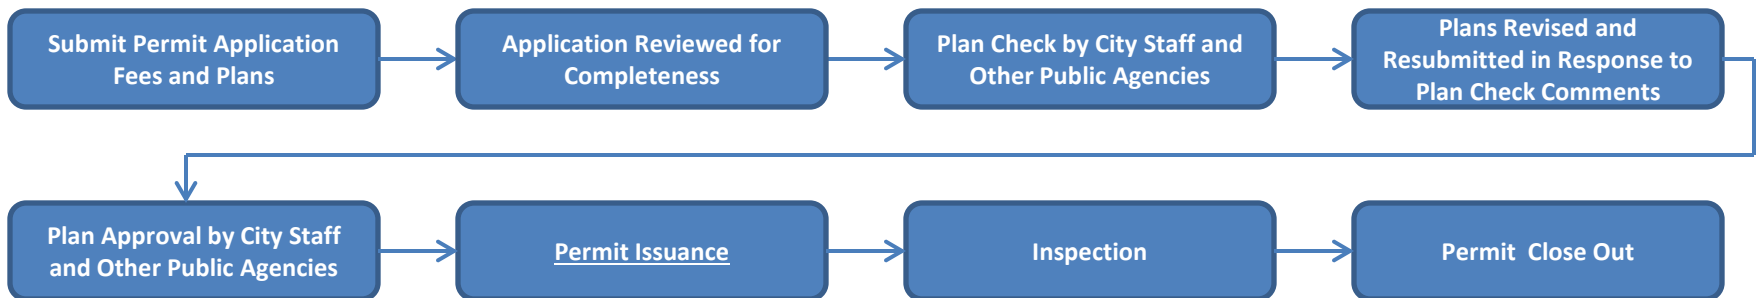 Submit Permit Application
Fees and Plans
Application Reviewed for
Completeness
Plan Check by City Staff and
Other Public Agencies
Plans Revised and
Resubmitted in Response to
Plan Check Comments
Plan Approval by City Staff
and Other Public Agencies
Permit Issuance
Inspection
Permit  Close Out